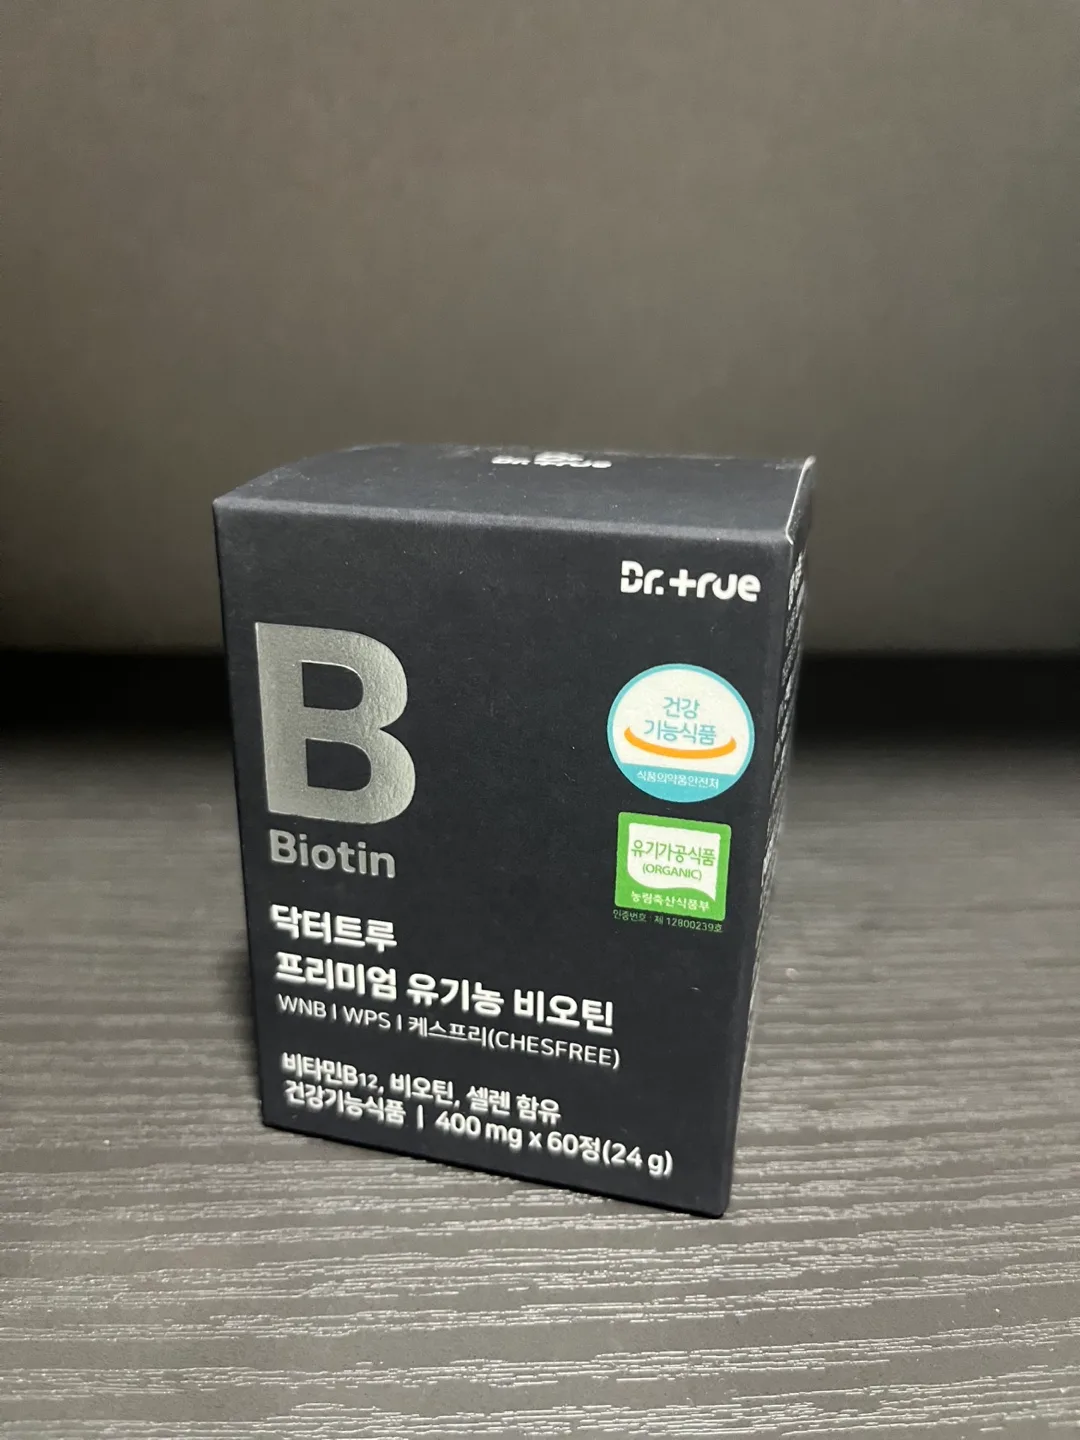 Dr.true
Dr.true
건강
기능식품
식품의약품안전처
유기가공식품
(ORGANIC)
농림축산식품부
인증번호 : 제 12800239호
B
Biotin
닥터트루
프리미엄 유기농 비오틴
WNB I WPS I 케스프리(CHESFREE)
비타민B12, 비오틴, 셀렌 함유
건강기능식품 | 400 mg x 60정(24 g)